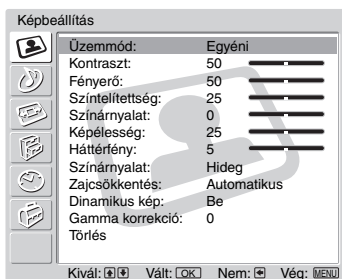 Képbeállítás
Üzemmód: Egyéni
Kontraszt: 50
Fényerő: 50
Színtelítettség: 25
Színárnyalat: 0
Képélesség: 25
Háttérfény: 5
Színárnyalat: Hideg
Zajcsökkentés: Automatikus
Dinamikus kép: Be
Gamma korrekció: 0
Törlés
Kivál: Vált: OK Nem: Vég: MENU